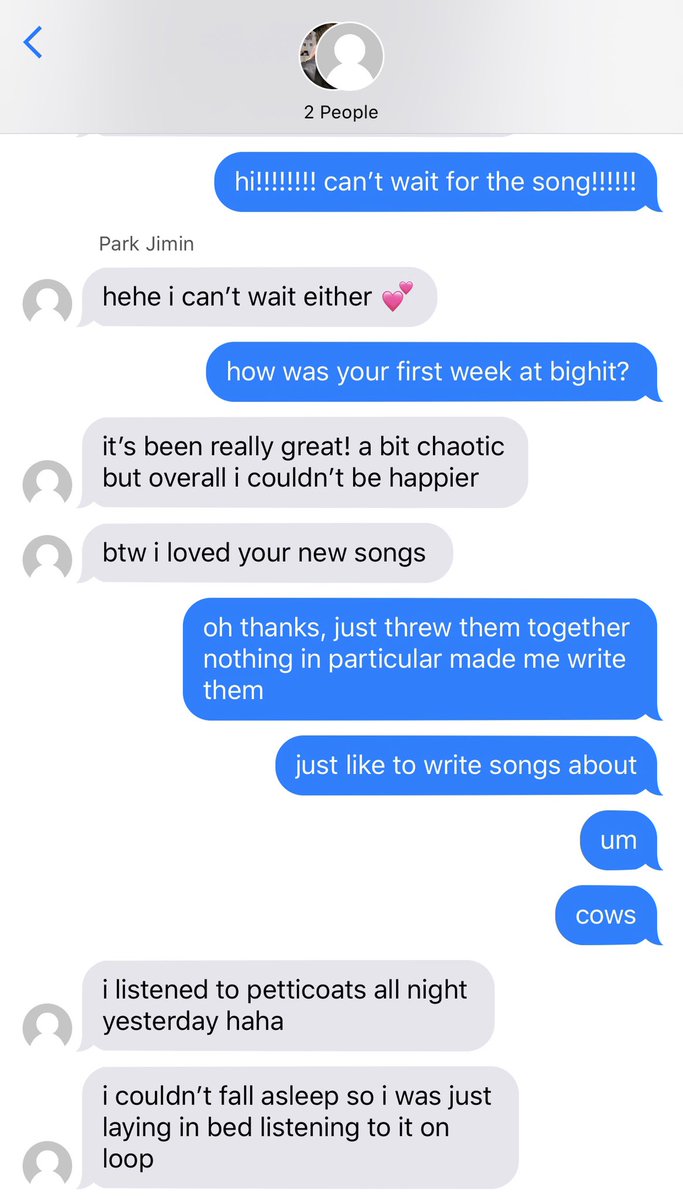 2 People
hi!!!!!!!! can’t wait for the song!!!!!!
Park Jimin
hehe i can’t wait either 💕
how was your first week at bighit?
it’s been really great! a bit chaotic
but overall i couldn’t be happier
btw i loved your new songs
oh thanks, just threw them together
nothing in particular made me write
them
just like to write songs about
um
cows
i listened to petticoats all night
yesterday haha
i couldn’t fall asleep so i was just
laying in bed listening to it on
loop